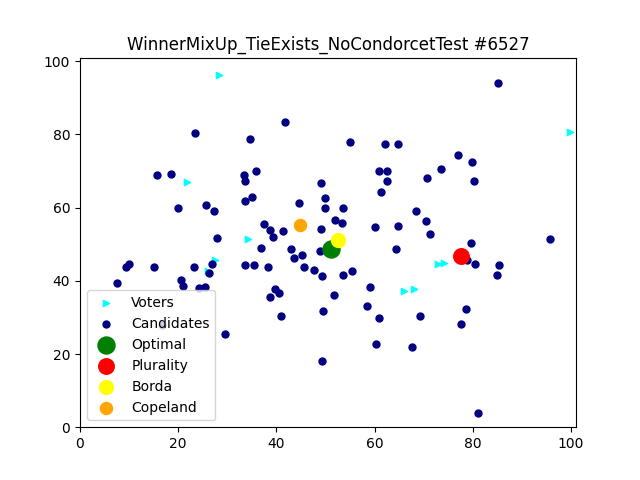 WinnerMixUp_TieExists_NoCondorcetTest #6527
100
80
60
40
20
0
Voters
Candidates
Optimal
Plurality
Borda
Copeland
0 20 40 60 80 100